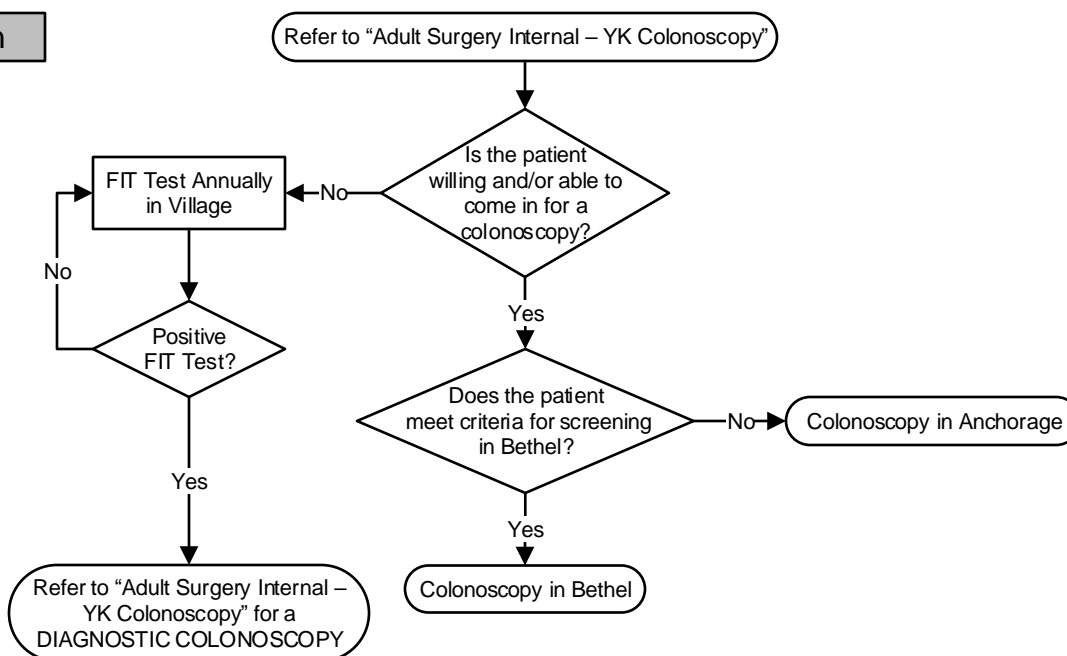 Refer to “Adult Surgery Internal – YK Colonoscopy”
Is the patient
willing and/or able to
come in for a
colonoscopy?
No
FIT Test Annually
in Village
No
Yes
Positive
FIT Test?
Does the patient
meet criteria for screening
in Bethel?
No
Colonoscopy in Anchorage
Yes
Yes
Colonoscopy in Bethel
Refer to “Adult Surgery Internal –
YK Colonoscopy” for a
DIAGNOSTIC COLONOSCOPY